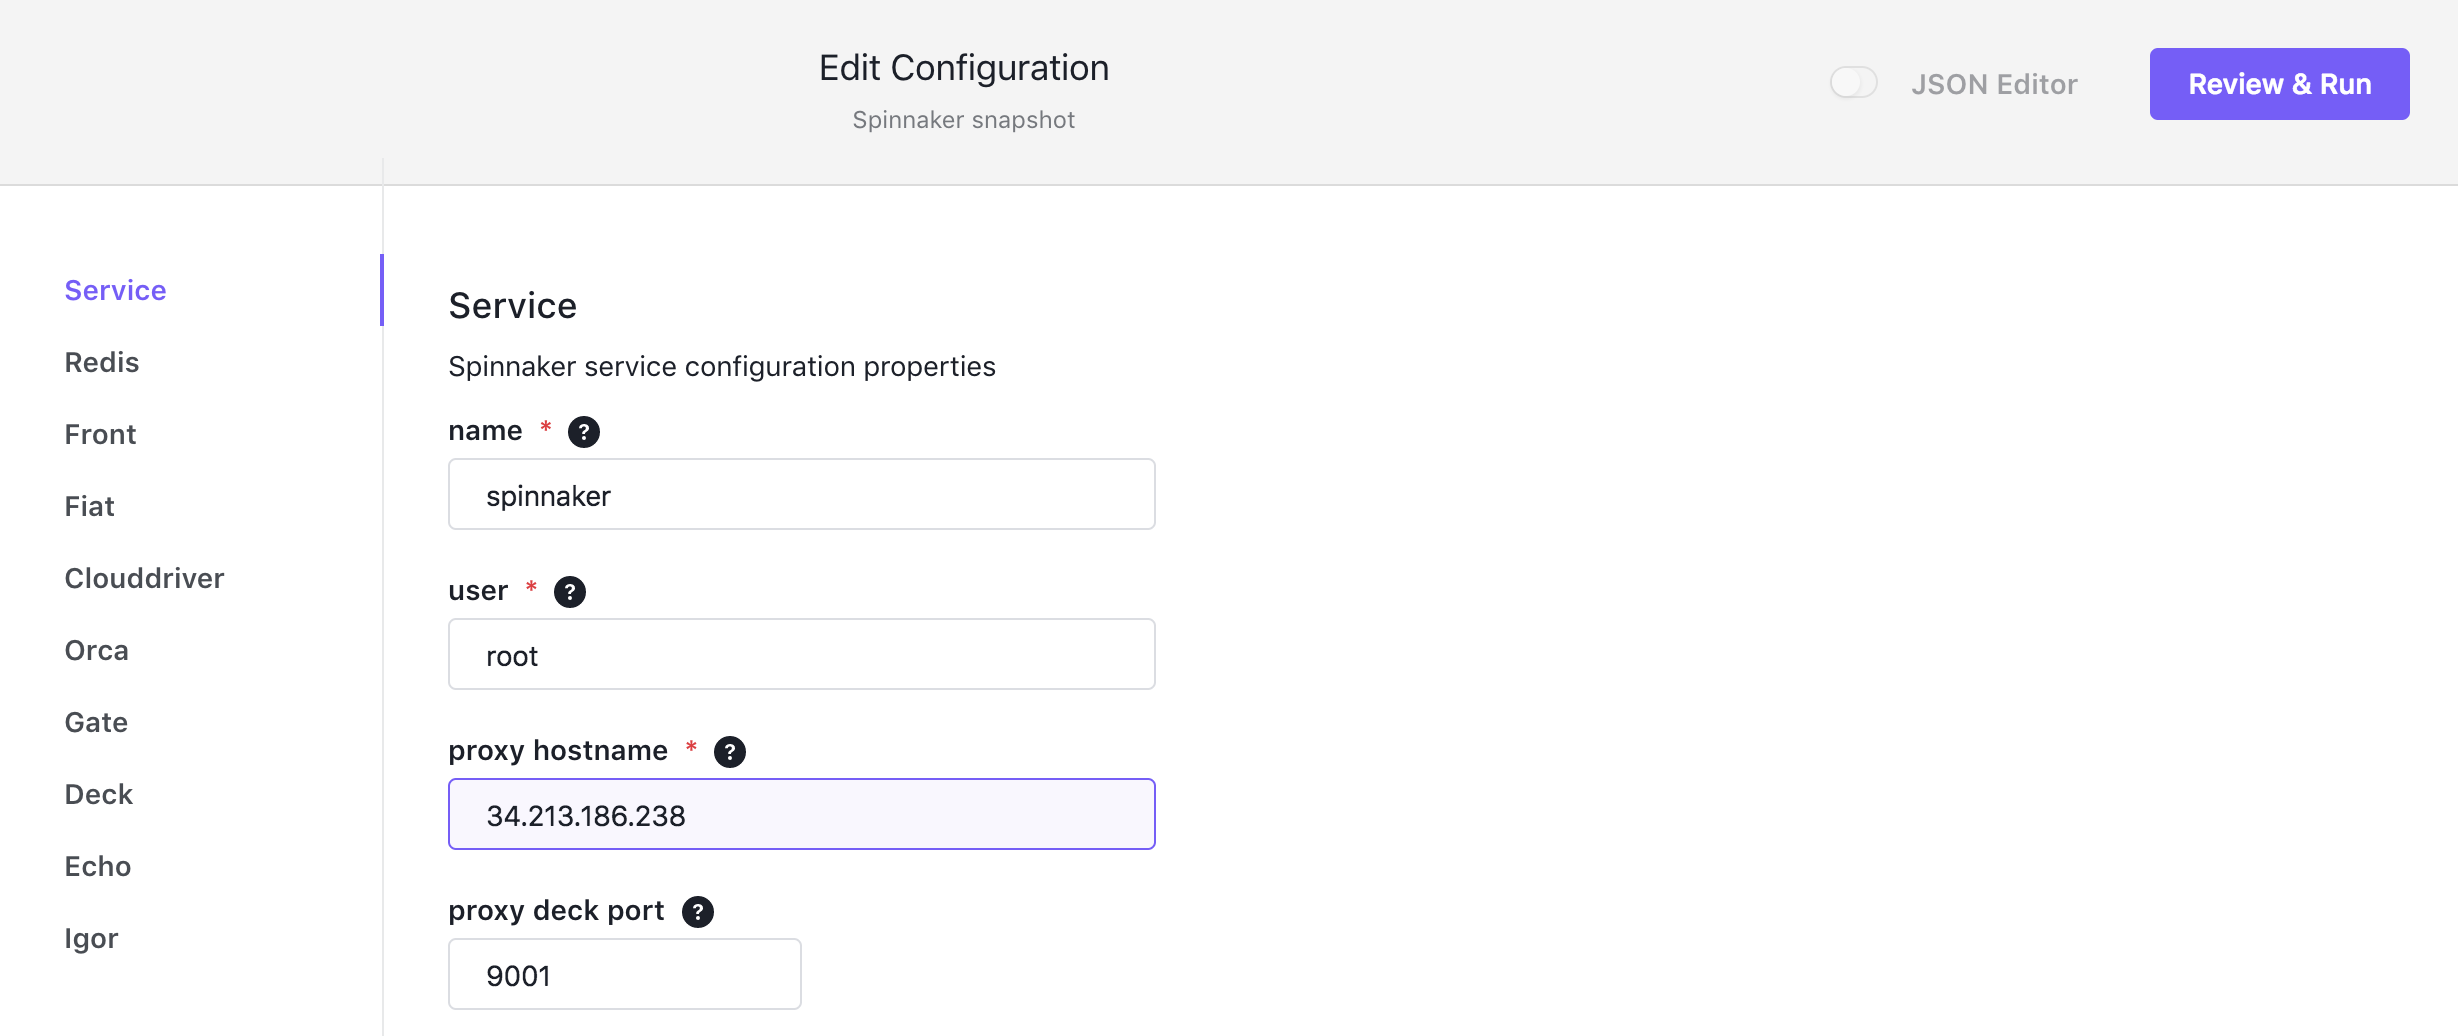 Edit Configuration
Spinnaker snapshot
JSON Editor
Review & Run
Service
Redis
Front
Fiat
Clouddriver
Orca
Gate
Deck
Echo
Igor
Service
Spinnaker service configuration properties
name * ?
spinnaker
user * ?
root
proxy hostname * ?
34.213.186.238
proxy deck port ?
9001